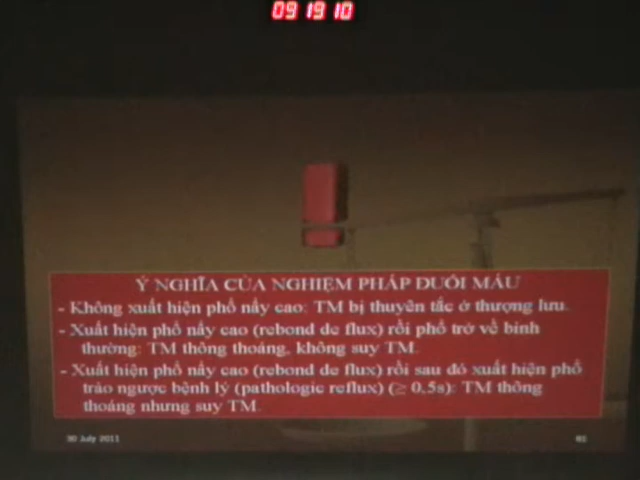 09 19 10
Ý NGHĨA CỦA NGHIỆM PHÁP ĐUỔI MÁU
- Không xuất hiện phổ nẩy cao: TM bị thuyên tắc ở thượng lưu.
- Xuất hiện phổ nẩy cao (rebond de flux) rồi phổ trở về bình
thường: TM thông thoáng, không suy TM.
- Xuất hiện phổ nẩy cao (rebond de flux) rồi sau đó xuất hiện phổ
trào ngược bệnh lý (pathologic reflux) (≥ 0,5s): TM thông
thoáng nhưng suy TM.
30 July 2011